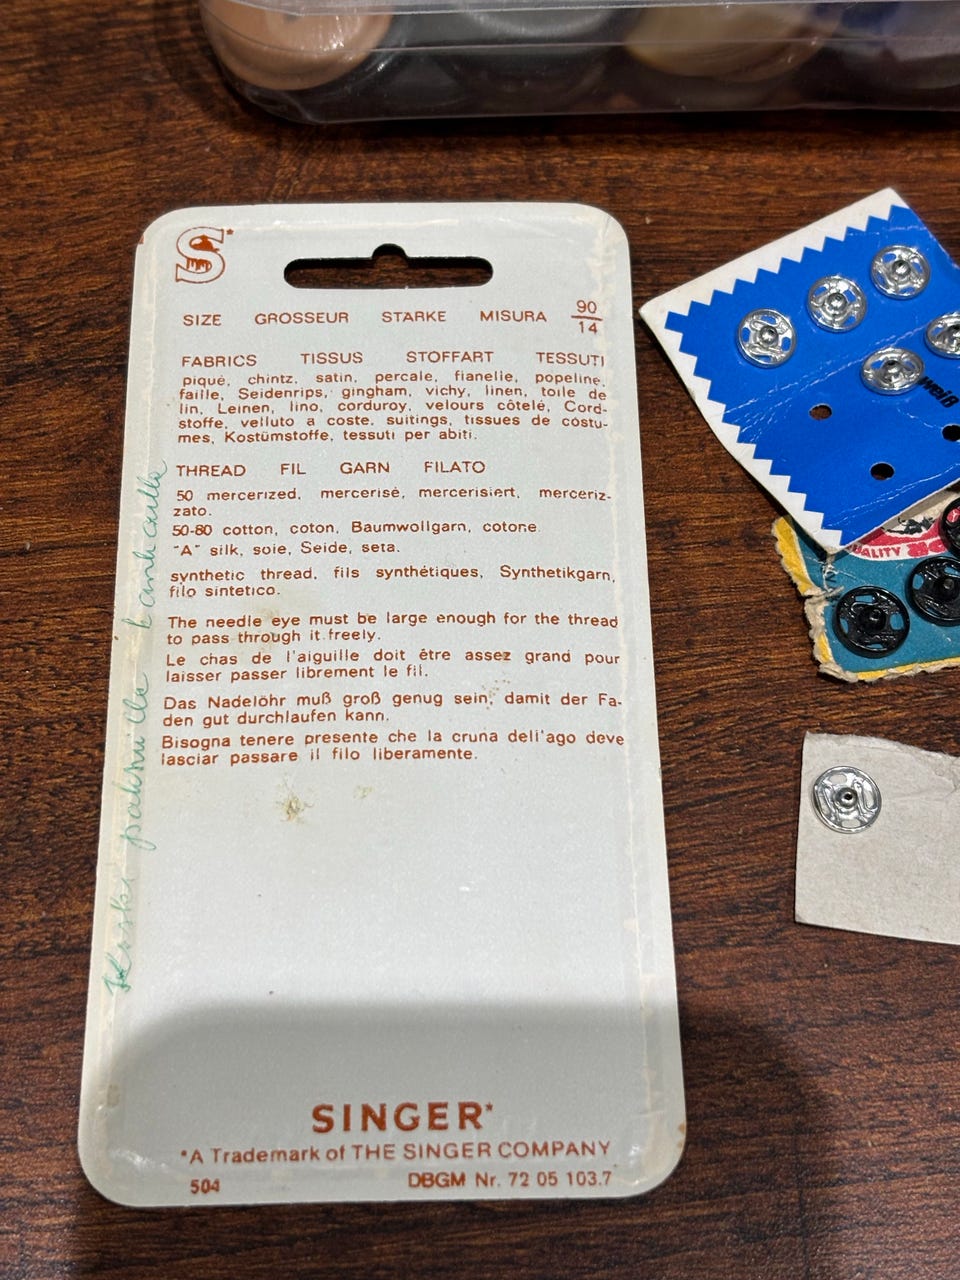 S*
SIZE GROSSEUR STARKE MISURA 90/14
FABRICS TISSUS STOFFART TESSUTI
piqué, chintz, satin, percale, flanelle, popeline,
faille, Seidenrips, gingham, vichy, linen, toile de
lin, Leinen, lino, corduroy, velours côtelé, Cord-
stoffe, velluto a coste, suitings, tissues de cóstu-
mes, Kostümstoffe, tessuti per abiti.
THREAD FIL GARN FILATO
50 mercerized, mercerisé, mercerisiert, merceriz-
zato.
50-80 cotton, coton, Baumwollgarn, cotone.
"A" silk, soie, Seide, seta.
synthetic thread, fils synthétiques, Synthetikgarn,
filo sintetico.
The needle eye must be large enough for the thread
to pass through it freely.
Le chas de l'aiguille doit être assez grand pour
laisser passer librement le fil.
Das Nadelöhr muß groß genug sein, damit der Fa-
den gut durchlaufen kann.
Bisogna tenere presente che la cruna dell'ago deve
lasciar passare il filo liberamente.
SINGER*
*A Trademark of THE SINGER COMPANY
504 DBGM Nr. 72 05 103.7
weiß
ALITY